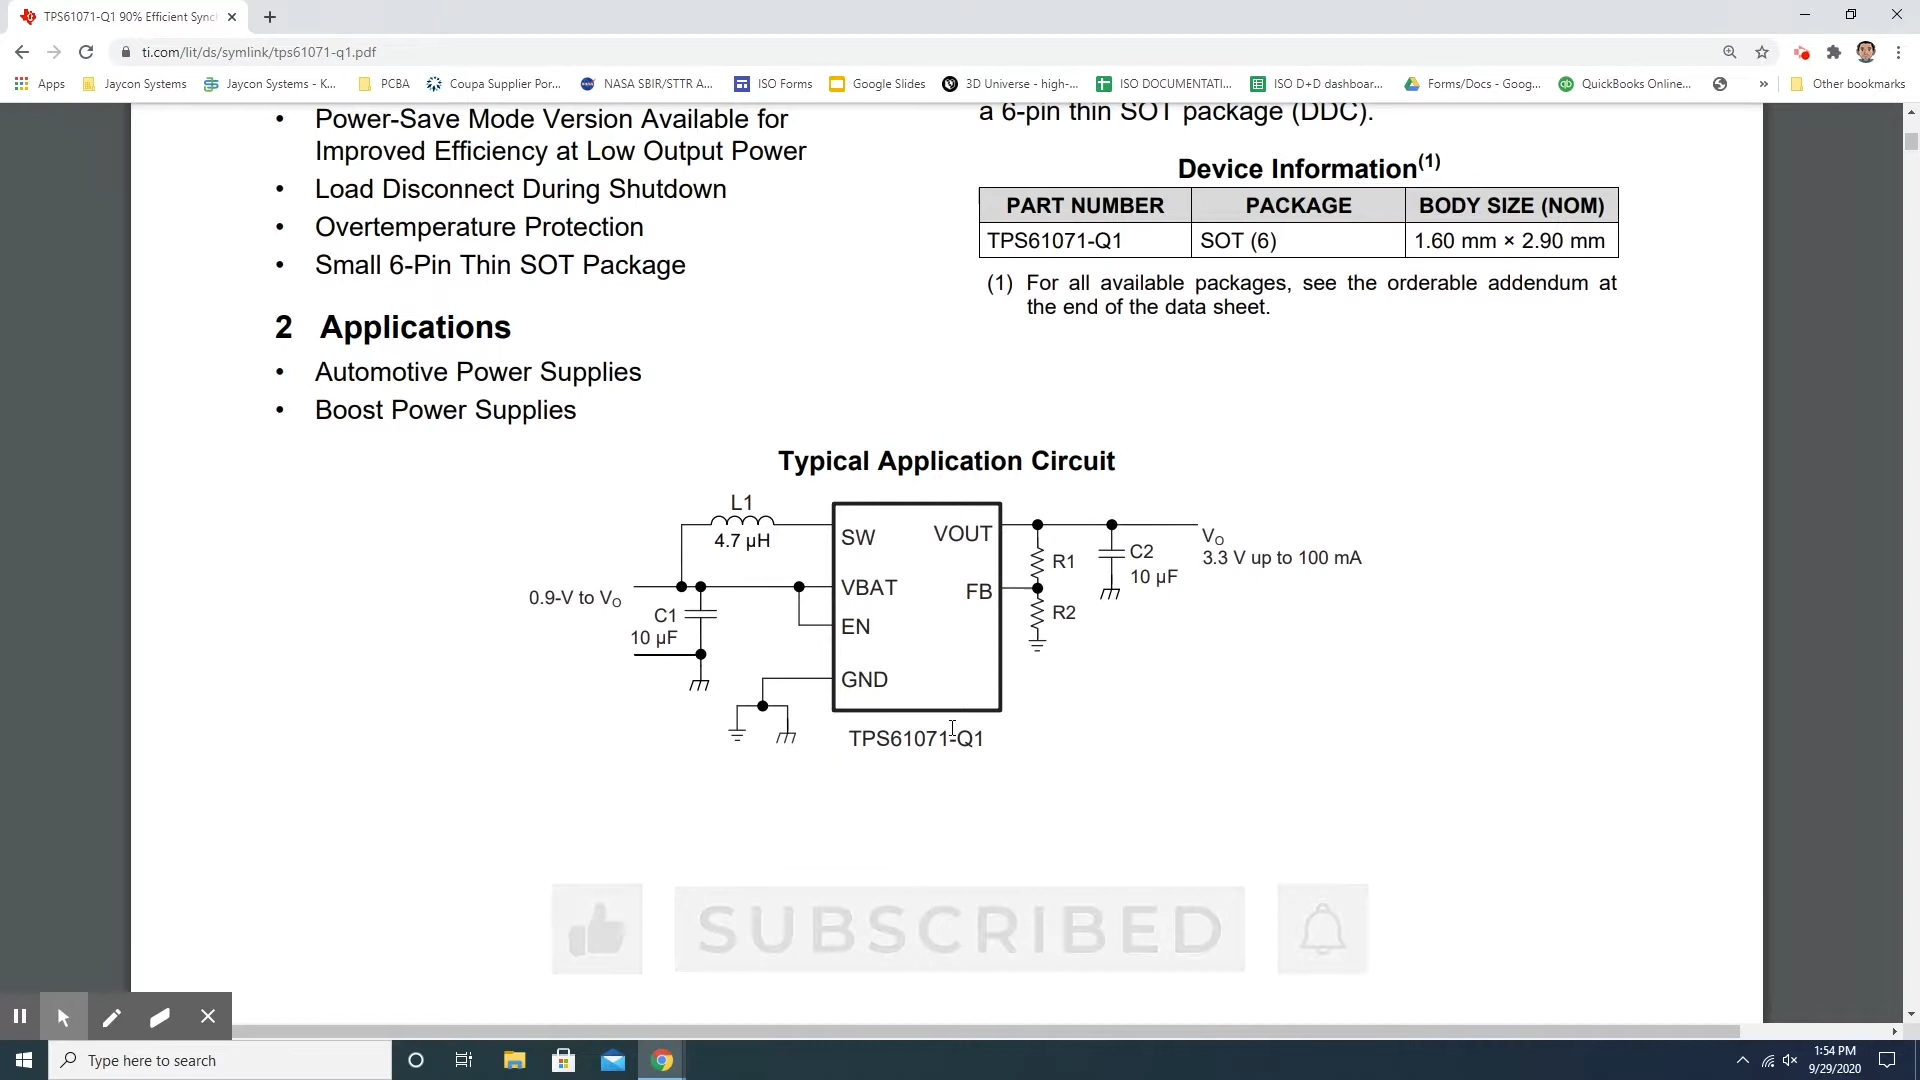 TPS61071-Q1 90% Efficient Sync
ti.com/lit/ds/symlink/tps61071-q1.pdf
Apps Jaycon Systems Jaycon Systems - K... PCBA Coupa Supplier Por... NASA SBIR/STTR A... ISO Forms Google Slides 3D Universe - high-... ISO DOCUMENTATI... ISO D+D dashboar... Forms/Docs - Goog... QuickBooks Online... » Other bookmarks
• Power-Save Mode Version Available for
Improved Efficiency at Low Output Power
• Load Disconnect During Shutdown
• Overtemperature Protection
• Small 6-Pin Thin SOT Package
2 Applications
• Automotive Power Supplies
• Boost Power Supplies
a 6-pin thin SOT package (DDC).
Device Information(1)
PART NUMBER PACKAGE BODY SIZE (NOM)
TPS61071-Q1 SOT (6) 1.60 mm × 2.90 mm
(1) For all available packages, see the orderable addendum at
the end of the data sheet.
Typical Application Circuit
L1
4.7 µH
SW
VOUT
VBAT
FB
EN
GND
0.9-V to VO
C1
10 µF
R1
R2
C2
10 µF
VO
3.3 V up to 100 mA
TPS61071-Q1
SUBSCRIBED
Type here to search
1:54 PM
9/29/2020